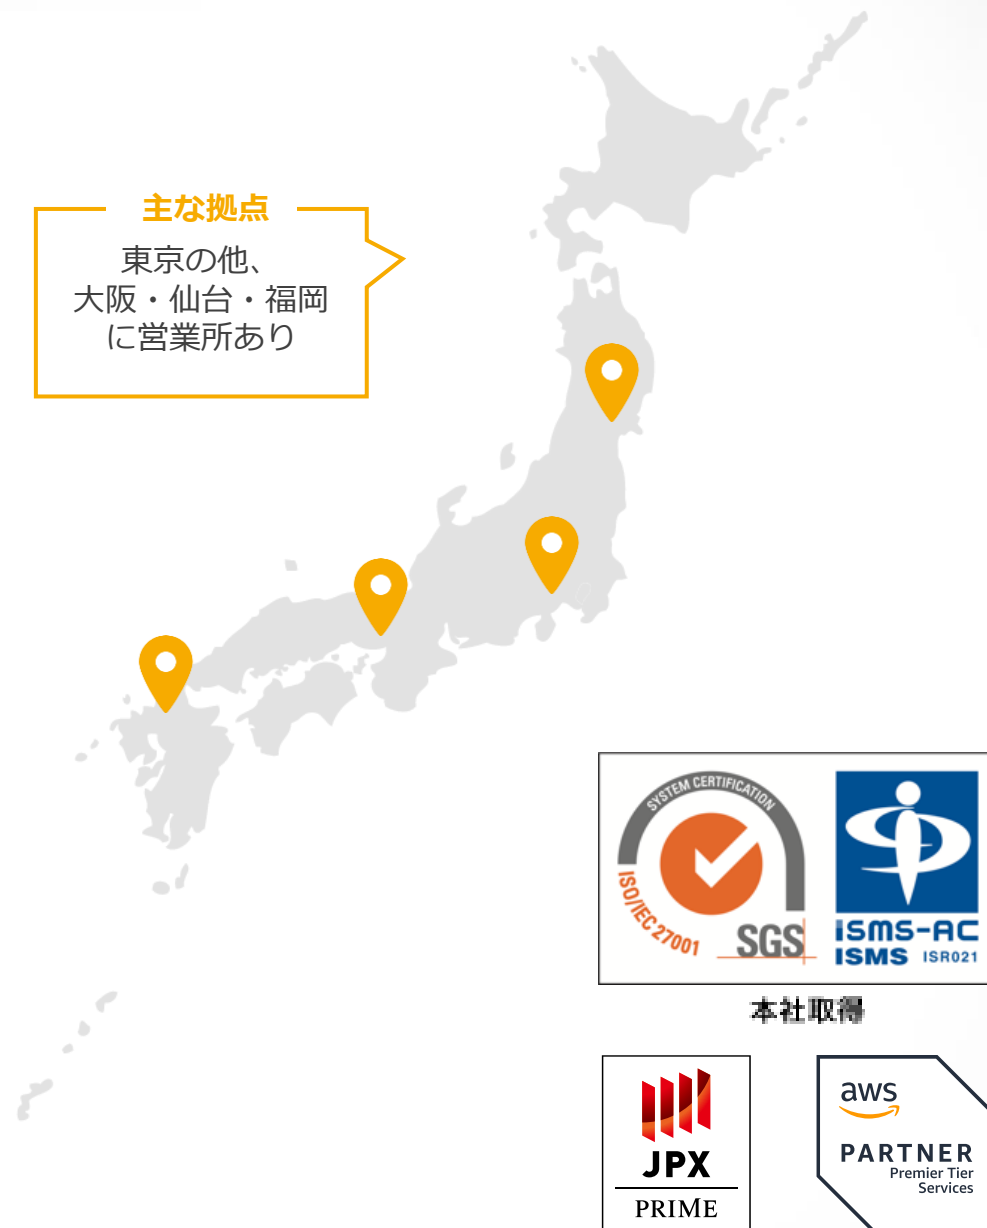 主な拠点
東京の他、
大阪・仙台・福岡
に営業所あり
SYSTEM CERTIFICATION
ISO/IEC 27001
SGS
ISMS-AC
ISMS ISR021
本社取得
JPX
PRIME
aws
PARTNER
Premier Tier
Services